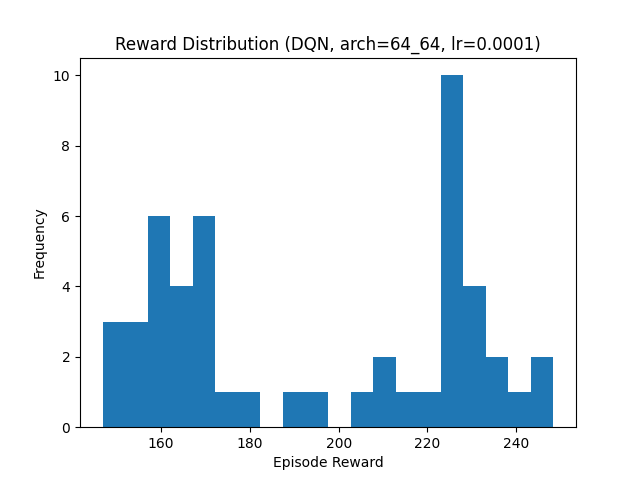 Reward Distribution (DQN, arch=64_64, lr=0.0001)
10
8
6
4
2
0
Frequency
160 180 200 220 240
Episode Reward